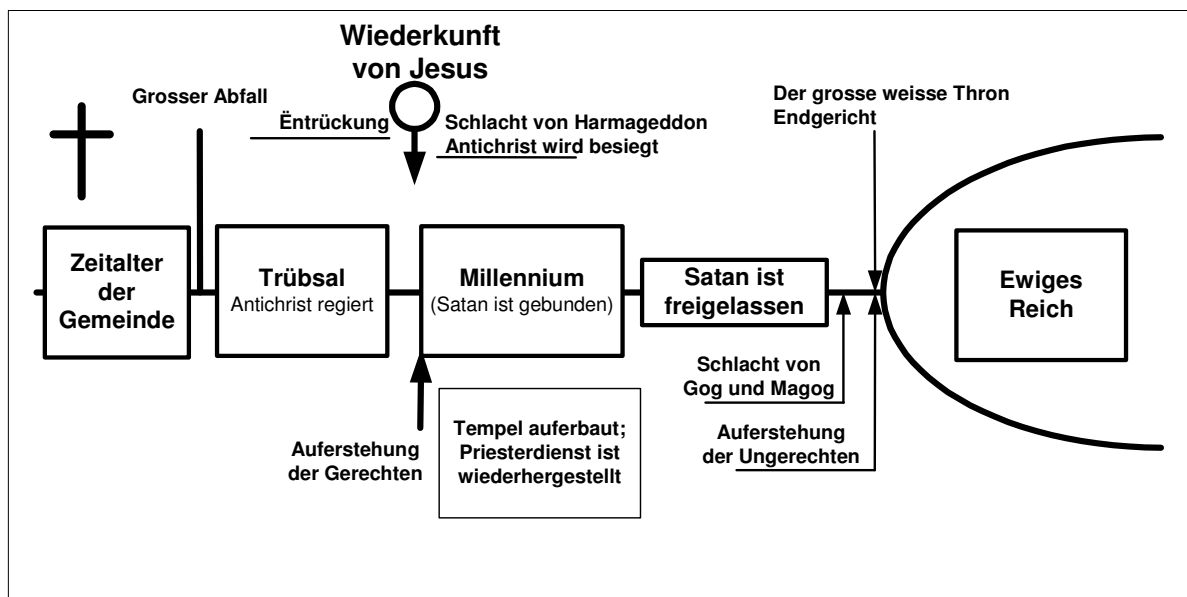 Wiederkunft
von Jesus
Grosser Abfall
Ëntrückung
Schlacht von Harmageddon
Antichrist wird besiegt
Der grosse weisse Thron
Endgericht
Zeitalter
der
Gemeinde
Trübsal
Antichrist regiert
Millennium
(Satan ist gebunden)
Satan ist
freigelassen
Ewiges
Reich
Auferstehung
der Gerechten
Tempel auferbaut;
Priesterdienst ist
wiederhergestellt
Schlacht von
Gog und Magog
Auferstehung
der Ungerechten